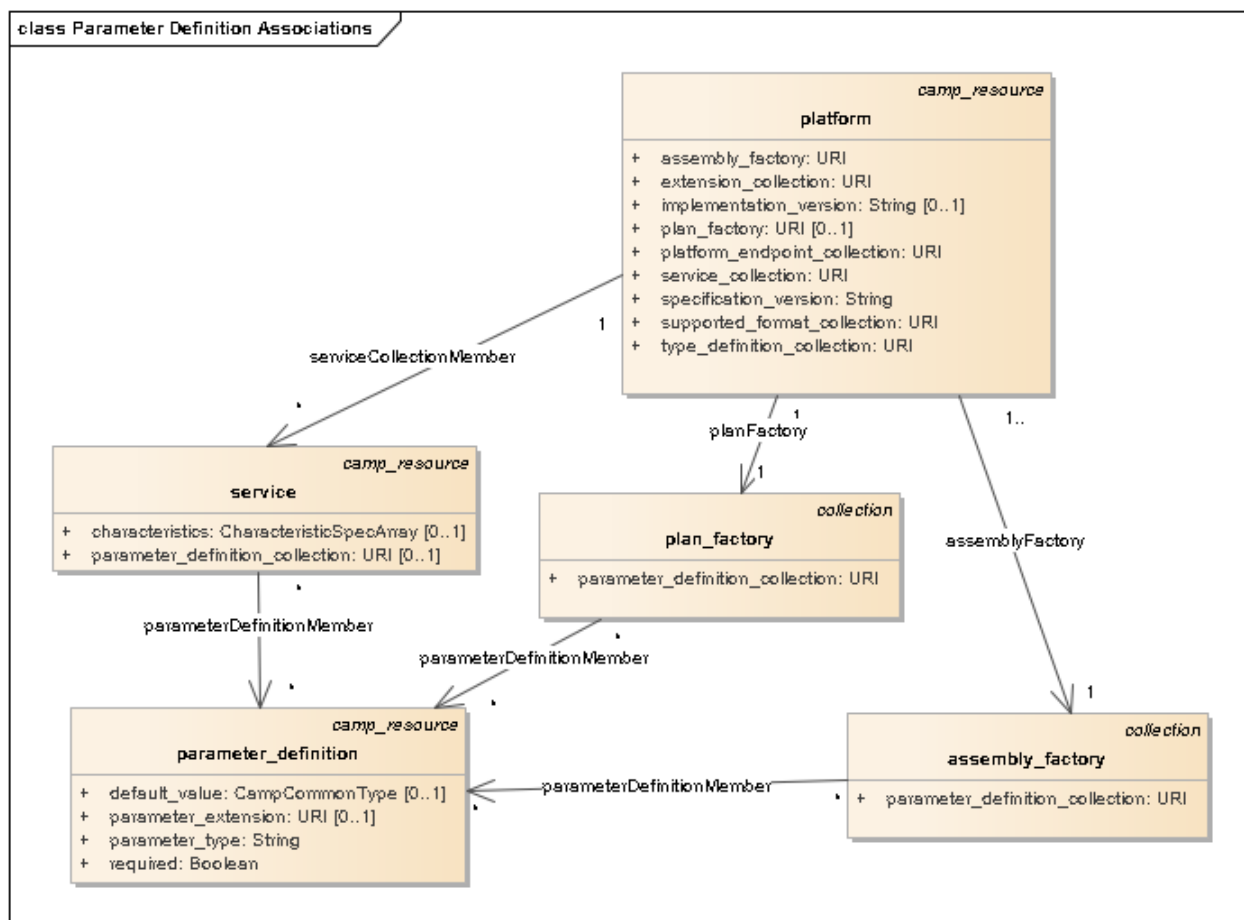 class Parameter Definition Associations
camp_resource
platform
+ assembly_factory: URI
+ extension_collection: URI
+ implementation_version: String [0..1]
+ plan_factory: URI [0..1]
+ platform_endpoint_collection: URI
+ service_collection: URI
+ specification_version: String
+ supported_format_collection: URI
+ type_definition_collection: URI
1
serviceCollectionMember
*
1
planFactory
1
1..
assemblyFactory
1
camp_resource
service
+ characteristics: CharacteristicSpecArray [0..1]
+ parameter_definition_collection: URI [0..1]
*
parameterDefinitionMember
*
collection
plan_factory
+ parameter_definition_collection: URI
*
parameterDefinitionMember
*
camp_resource
parameter_definition
+ default_value: CampCommonType [0..1]
+ parameter_extension: URI [0..1]
+ parameter_type: String
+ required: Boolean
*
parameterDefinitionMember
*
collection
assembly_factory
+ parameter_definition_collection: URI